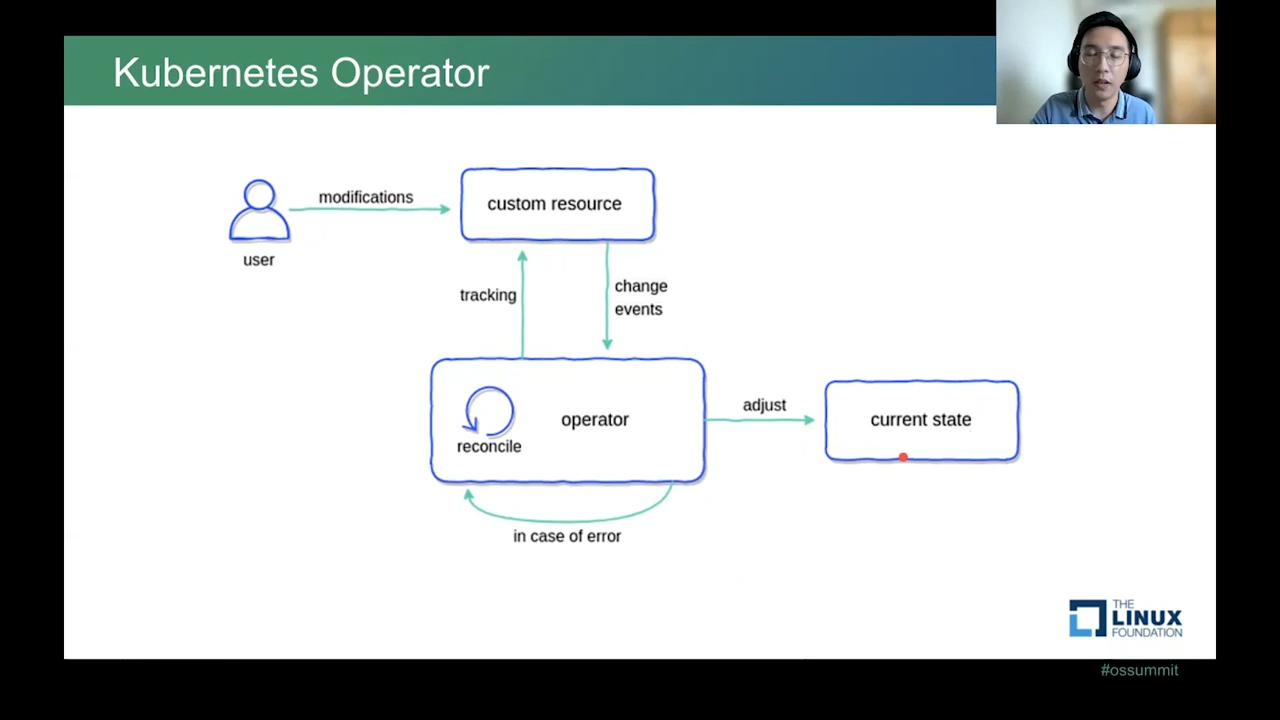 Kubernetes Operator
modifications
custom resource
user
tracking
change
events
adjust
operator
current state
reconcile
in case of error
THE
LINUX
FOUNDATION
#ossummit